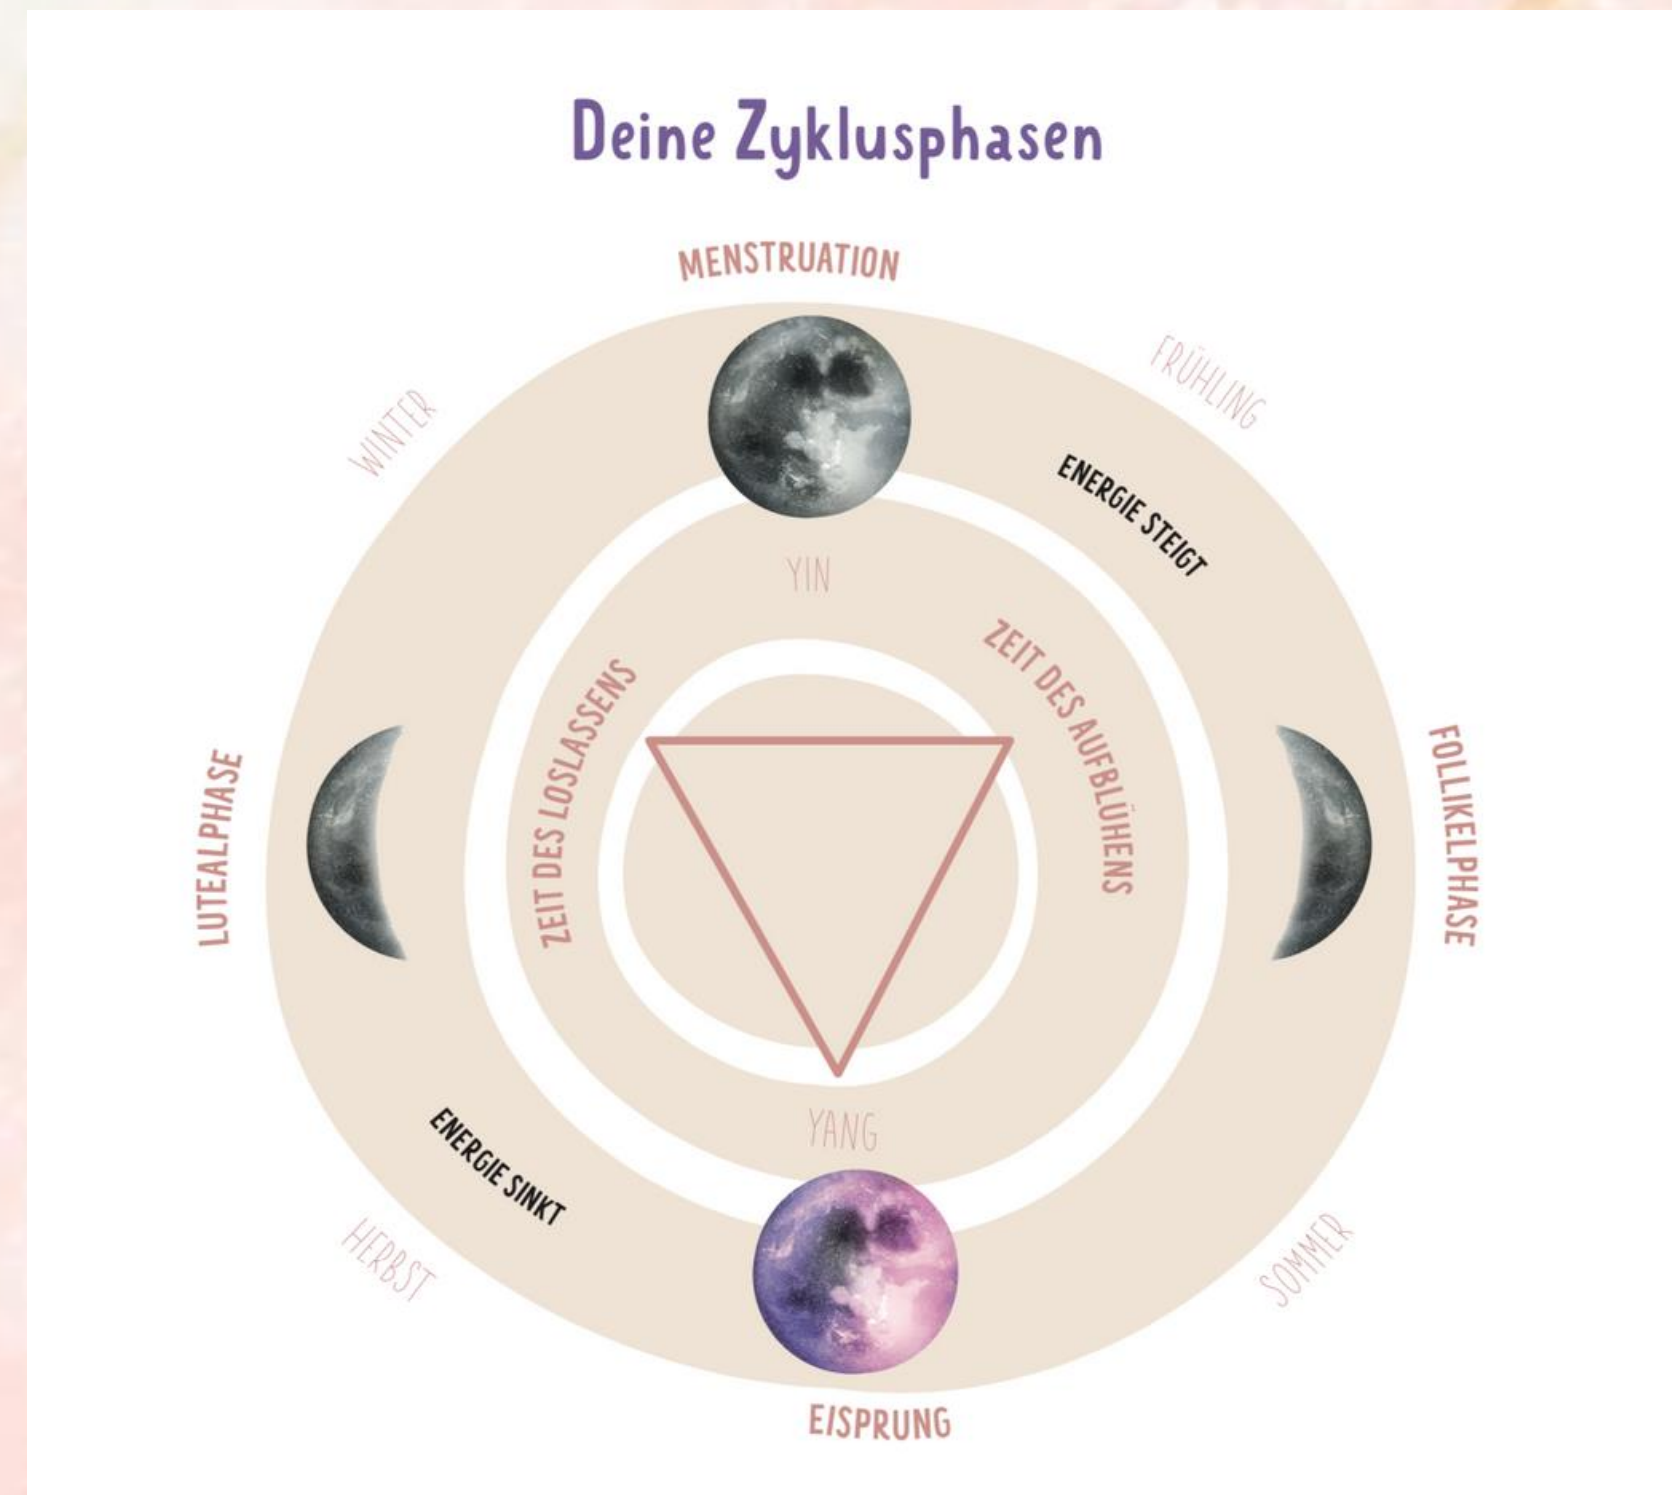 Deine Zyklusphasen
MENSTRUATION
WINTER
FRÜHLING
ENERGIE STEIGT
YIN
ZEIT DES LOSLASSENS
ZEIT DES AUFBLÜHENS
LUTEALPHASE
FOLLIKELPHASE
YANG
ENERGIE SINKT
HERBST
SOMMER
EISPRUNG